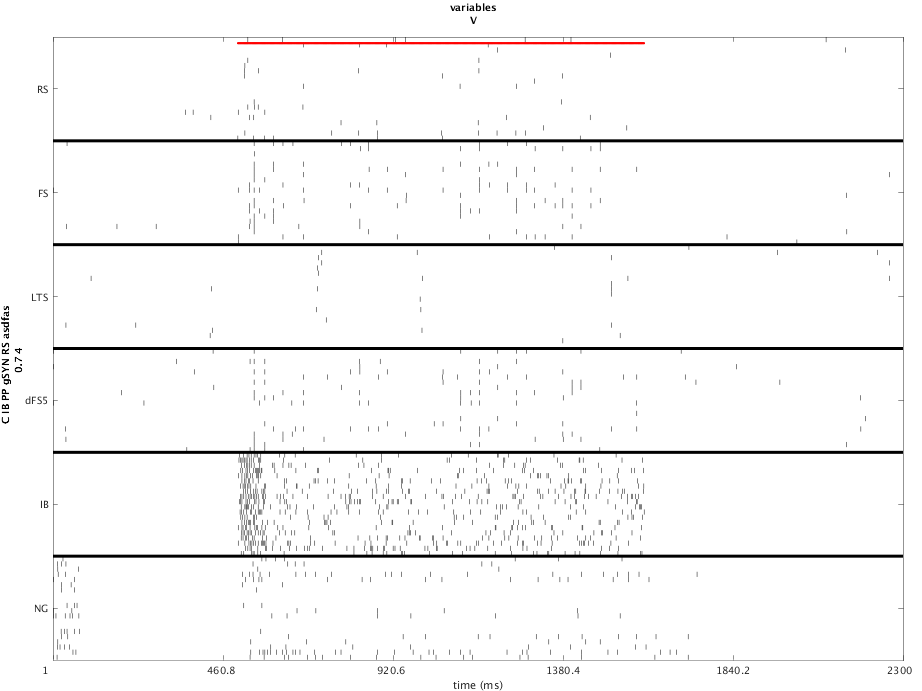 variables
V
RS
FS
LTS
dFS5
IB
NG
C IB PP gSYN RS asdfas
0.7 4
1
460.8
920.6
1380.4
1840.2
2300
time (ms)